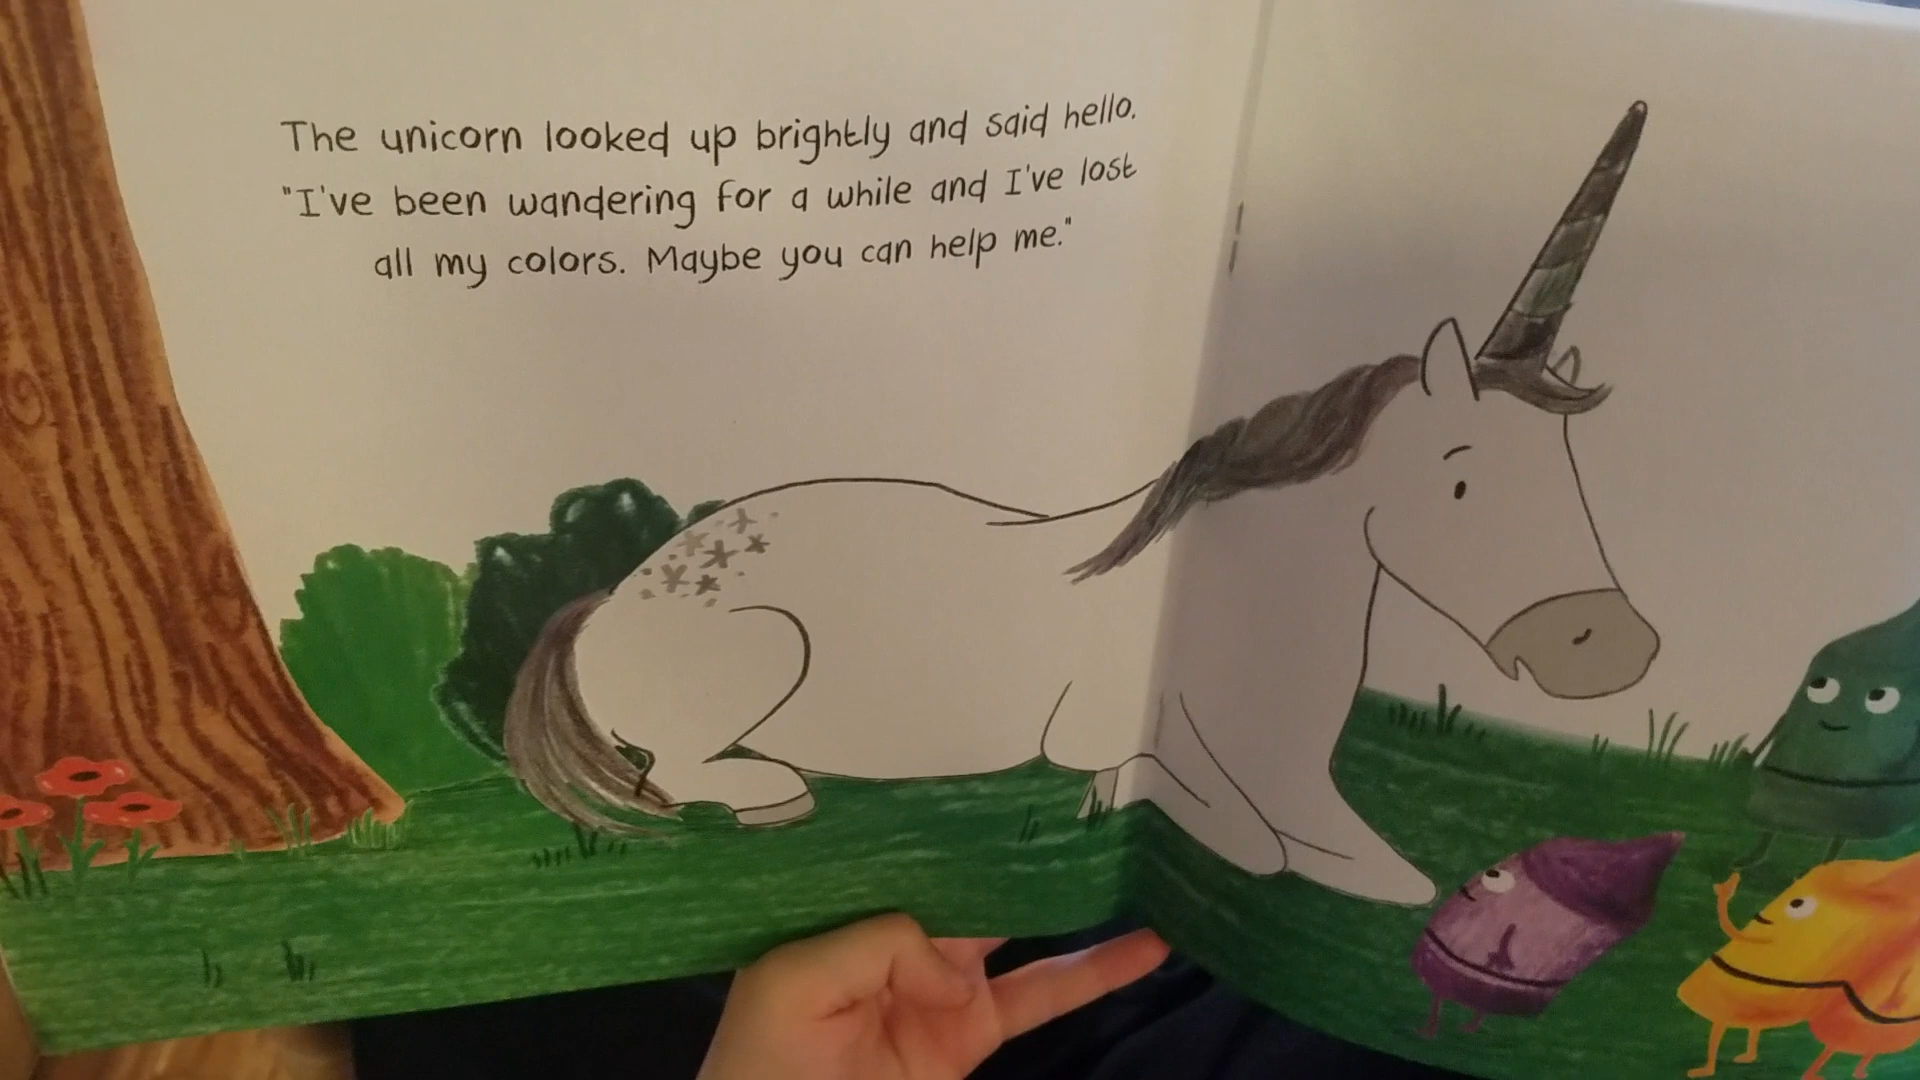 The unicorn looked up brightly and said hello.
"I've been wandering for a while and I've lost
all my colors. Maybe you can help me."